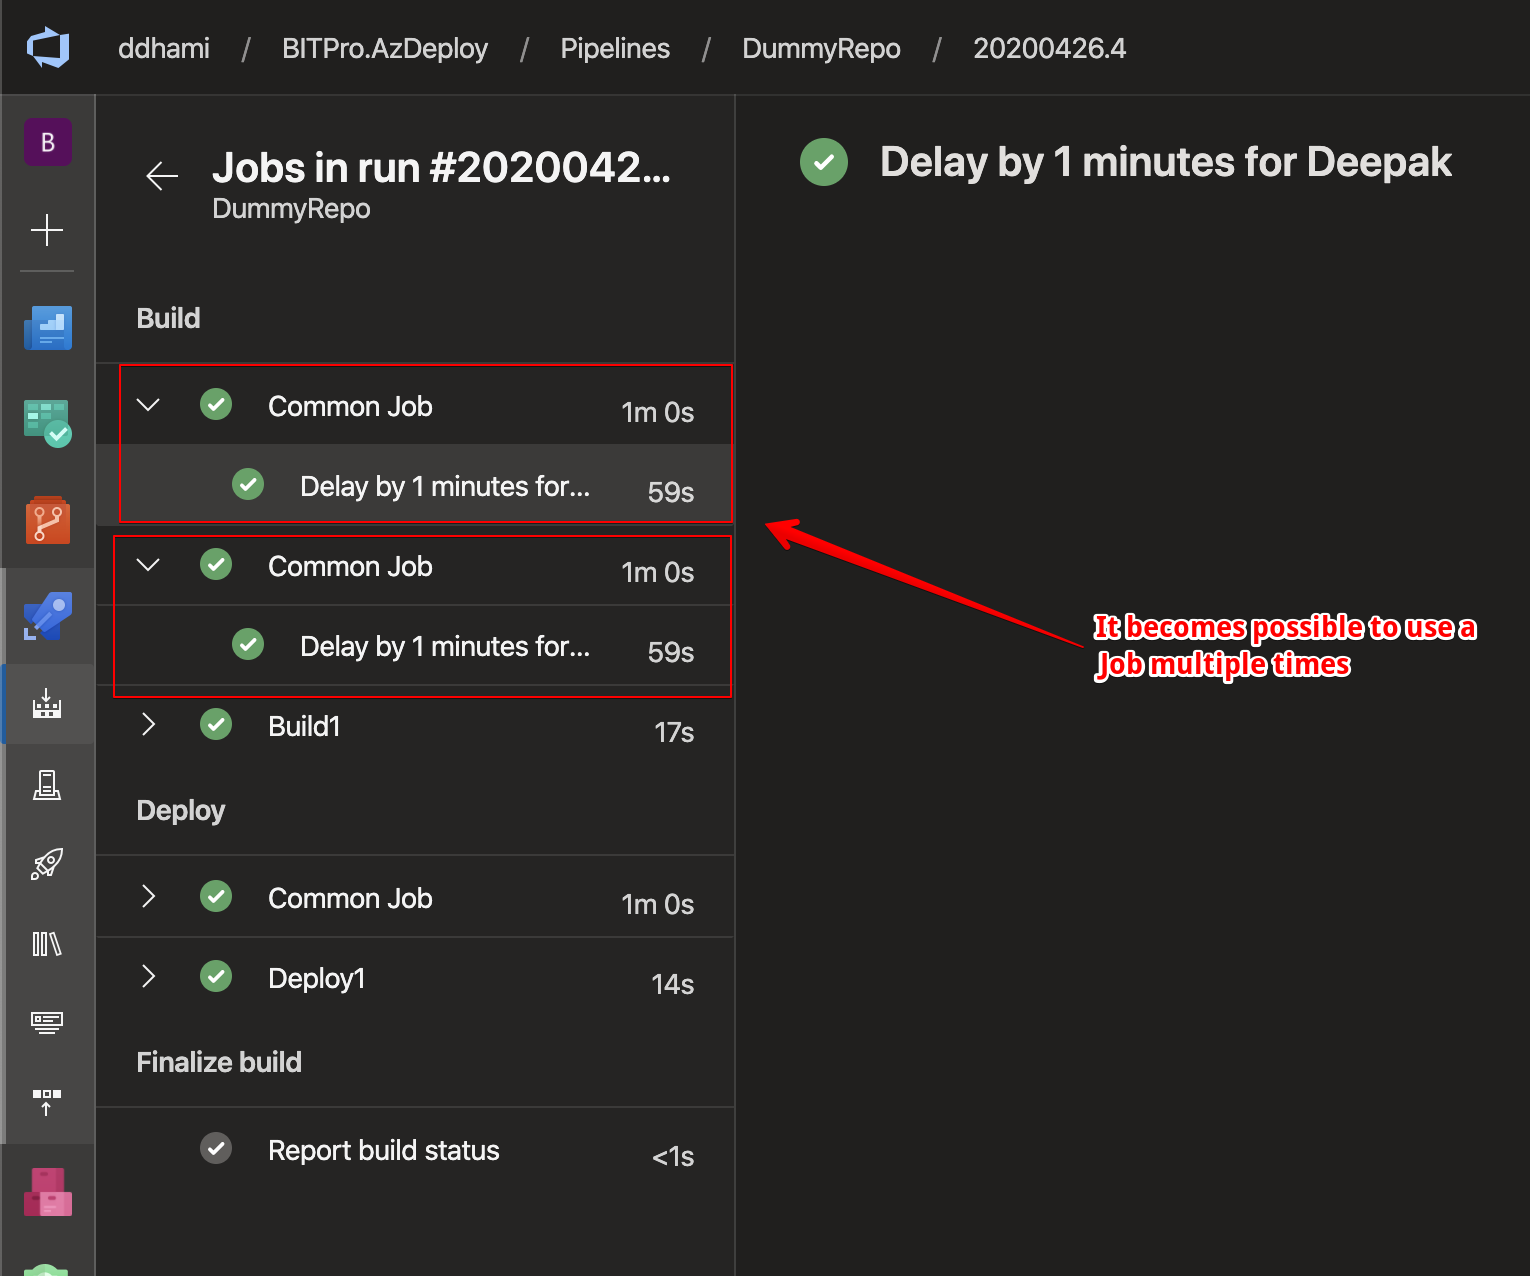 ddhami / BITPro.AzDeploy / Pipelines / DummyRepo / 20200426.4
B
Jobs in run #2020042...
DummyRepo
Delay by 1 minutes for Deepak
Build
Common Job 1m 0s
Delay by 1 minutes for... 59s
Common Job 1m 0s
Delay by 1 minutes for... 59s
It becomes possible to use a
Job multiple times
Build1 17s
Deploy
Common Job 1m 0s
Deploy1 14s
Finalize build
Report build status <1s